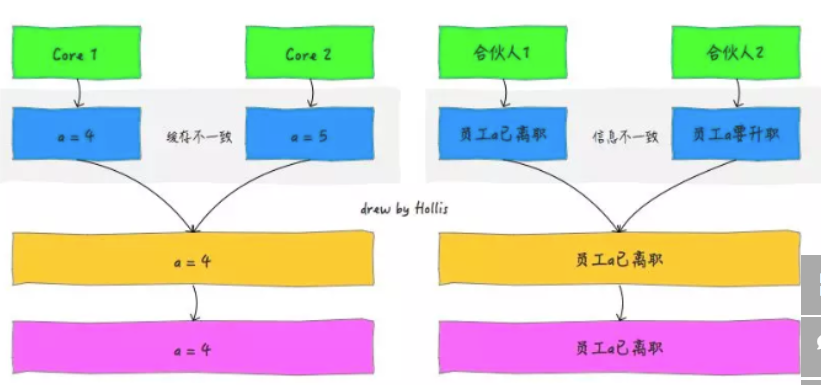 Core 1
Core 2
合伙人1
合伙人2
a = 4
缓存不一致
a = 5
员工a已离职
信息不一致
员工a要升职
drew by Hollis
a = 4
员工a已离职
a = 4
员工a已离职